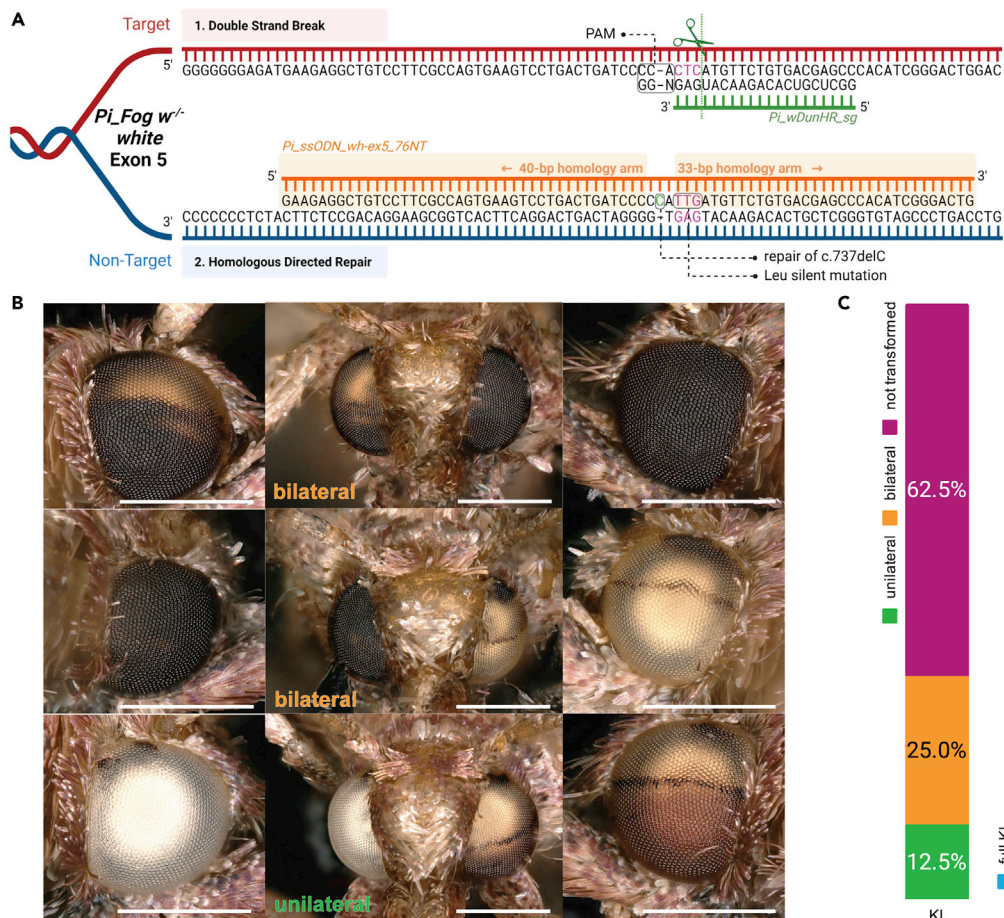 A
Target
1. Double Strand Break
PAM
5'
GGGGGGGAGATGAAGAGGCTGTCCTTCGCCAGTGAAGTCCTGACTGATCCCC-ACTCATGTTCTGTGACGAGCCCACATCGGGACTGGAC
GG-NGAGUACAAGACACUGCUCGG
3'
5'
Pi_wDunHR_sg
Pi_Fog w-/-
white
Exon 5
Pi_ssODN_wh-ex5_76NT
← 40-bp homology arm
33-bp homology arm →
5'
3'
GAAGAGGCTGTCCTTCGCCAGTGAAGTCCTGACTGATCCCCCATTGATGTTCTGTGACGAGCCCACATCGGGACTG
3'
CCCCCCCTCTACTTCTCCGACAGGAAGCGGTCACTTCAGGACTGACTAGGGG-TGAGTACAAGACACTGCTCGGGTGTAGCCCTGACCTG
Non-Target
2. Homologous Directed Repair
repair of c.737delC
Leu silent mutation
B
bilateral
bilateral
unilateral
C
not transformed
bilateral
unilateral
62.5%
25.0%
12.5%